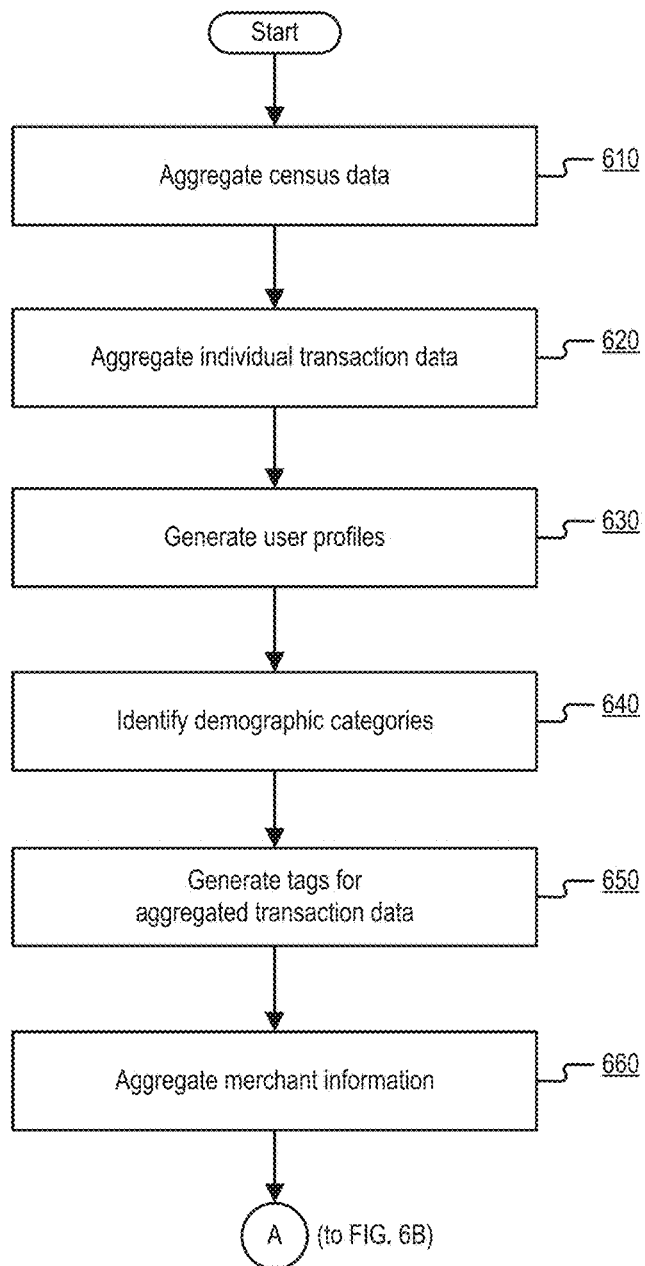 Start
Aggregate census data
610
Aggregate individual transaction data
620
Generate user profiles
630
Identify demographic categories
640
Generate tags for
aggregated transaction data
650
Aggregate merchant information
660
A (to FIG. 6B)